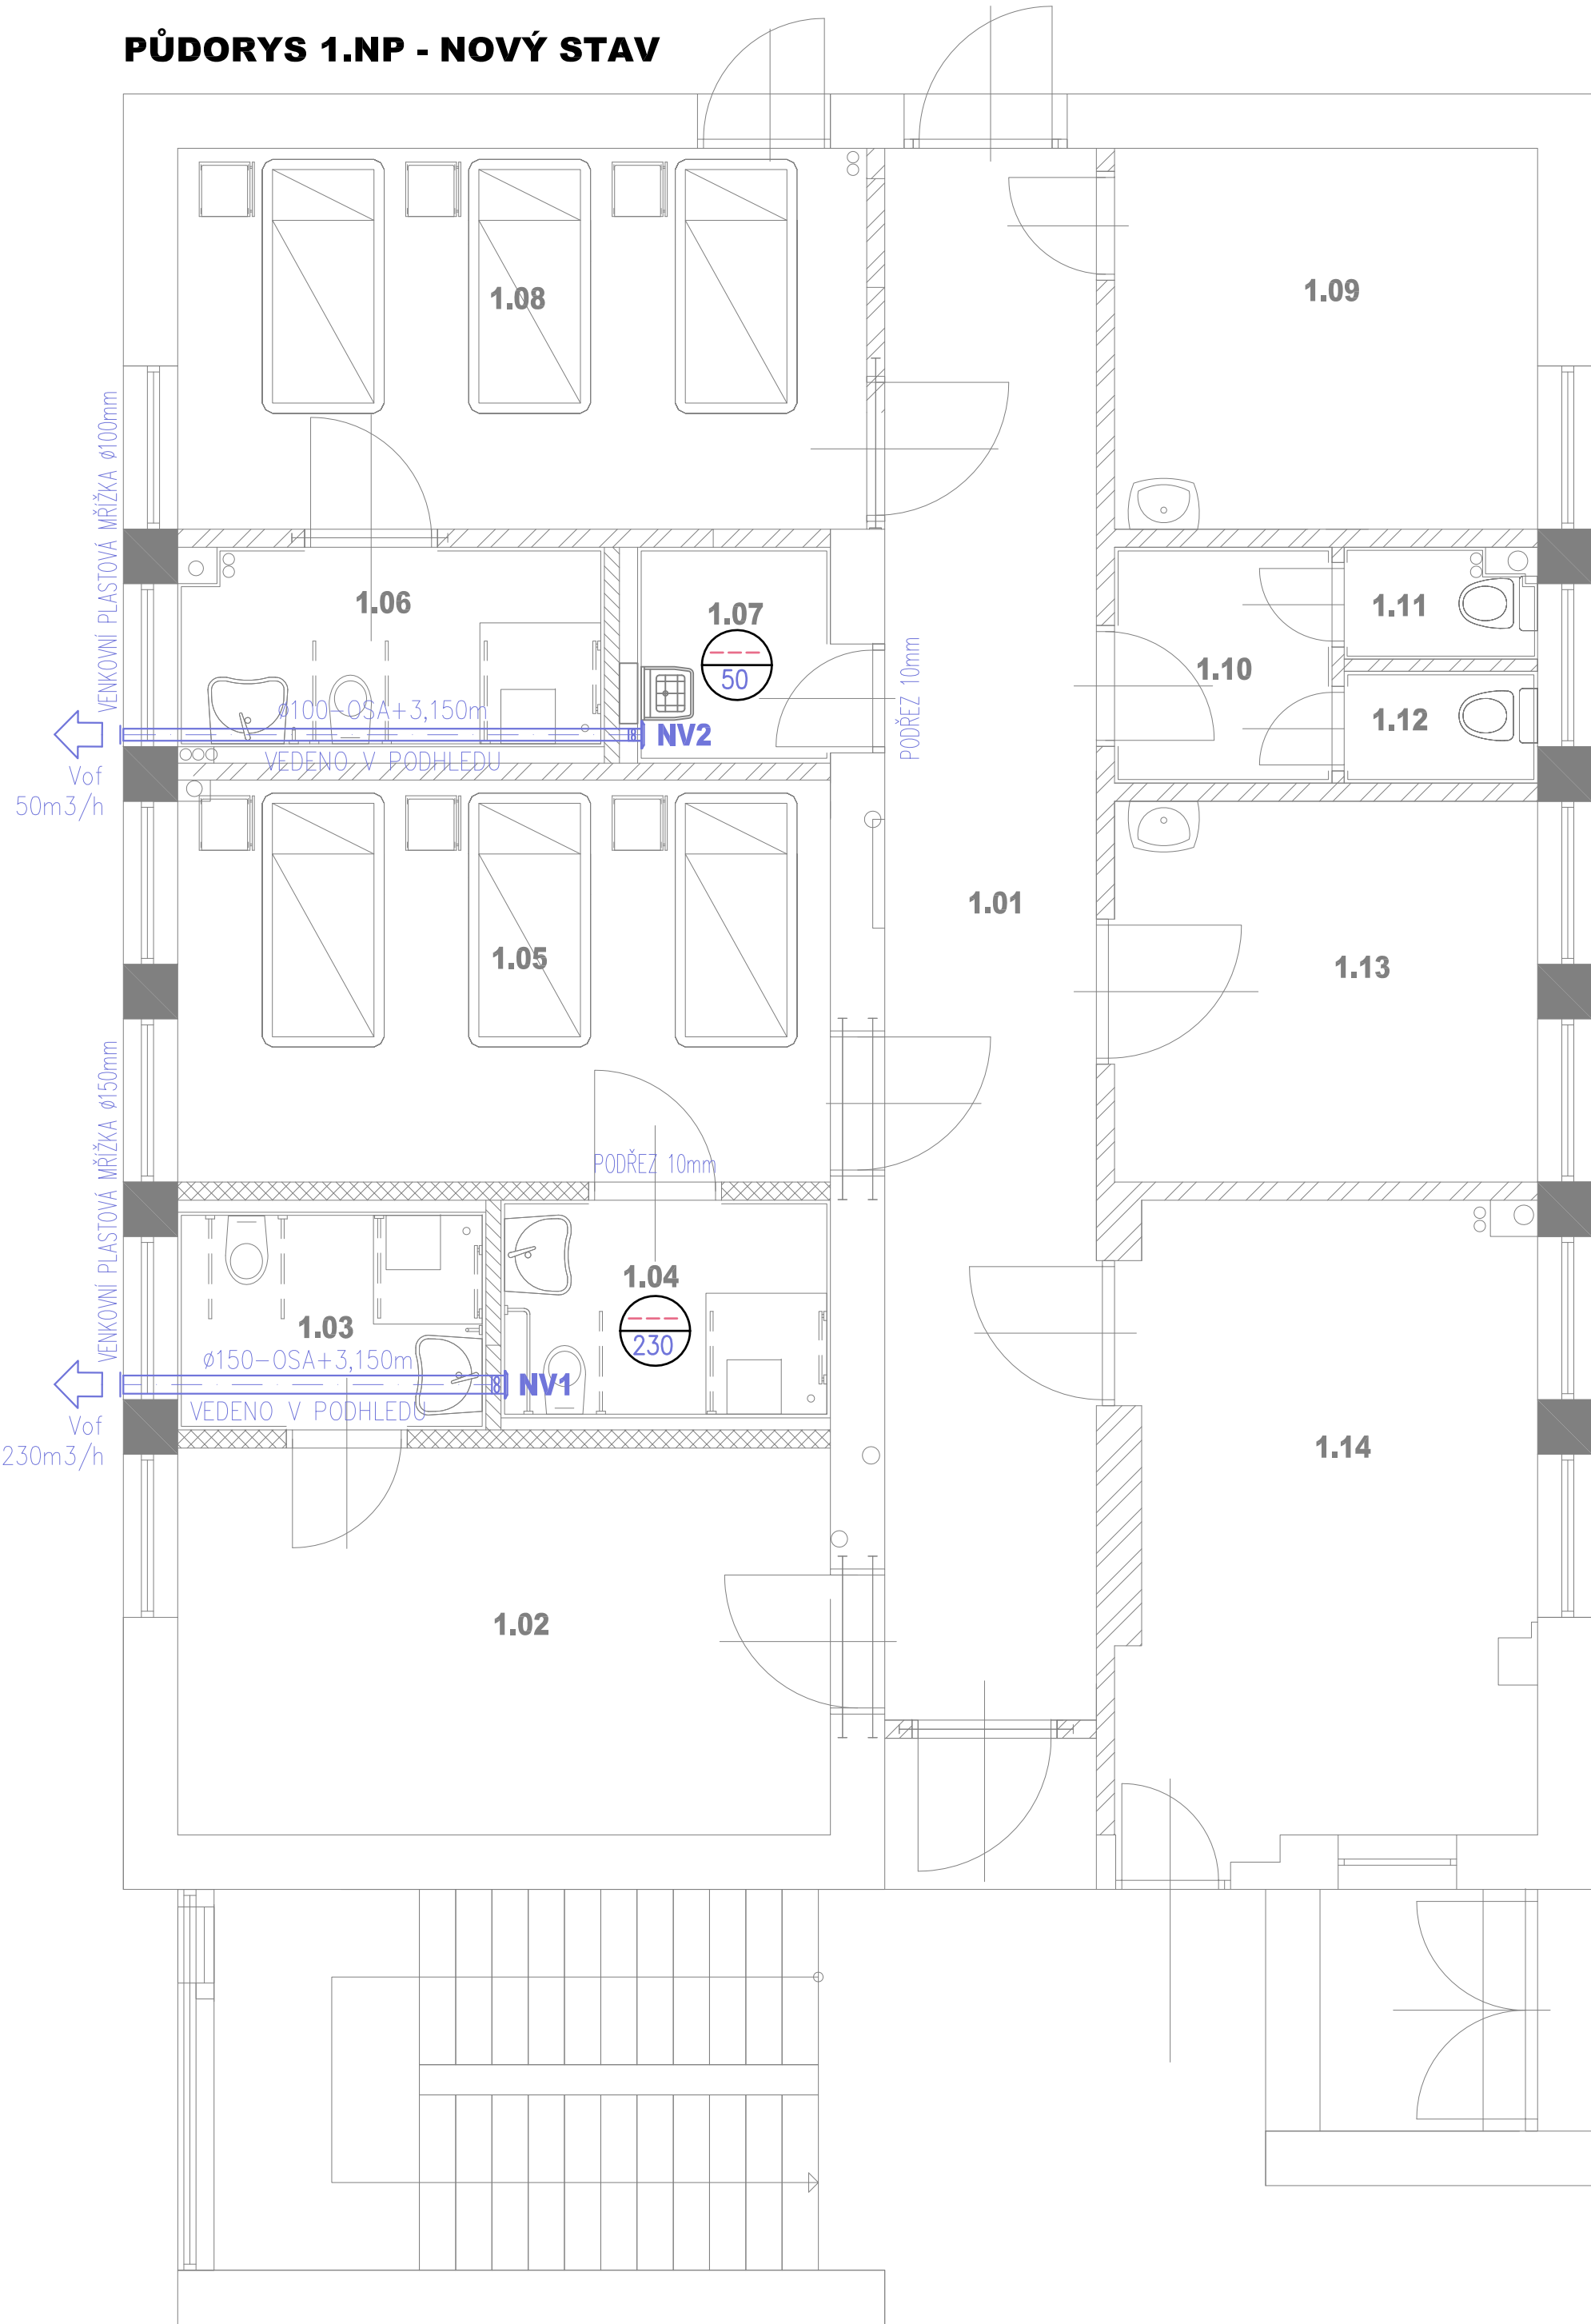 PŮDORYS 1.NP - NOVÝ STAV
1.08
1.09
VENKOVNÍ PLASTOVÁ MŘÍŽKA ø100mm
1.06
1.07
50
1.11
1.10
1.12
PODŘEZ 10mm
ø100-OSA+3,150m
NV2
VEDENO V PODHLEDU
Vof
50m3/h
1.01
1.05
1.13
VENKOVNÍ PLASTOVÁ MŘÍŽKA ø150mm
PODŘEZ 10mm
1.04
230
1.03
ø150-OSA+3,150m
NV1
VEDENO V PODHLEDU
Vof
230m3/h
1.14
1.02